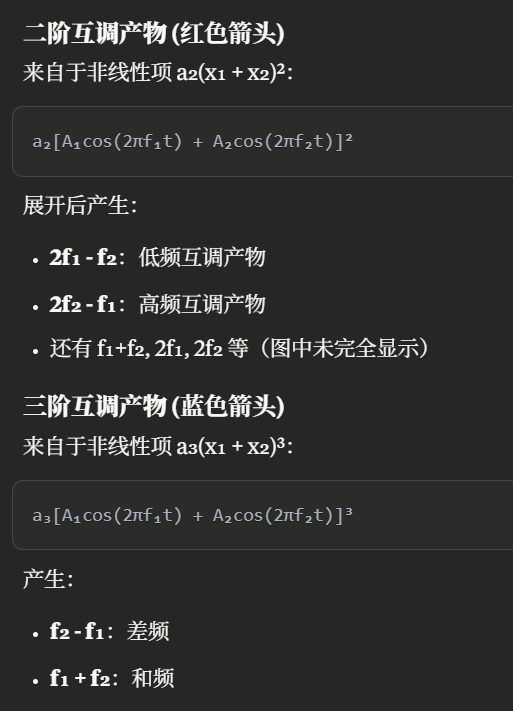 二阶互调产物 (红色箭头)
来自于非线性项 a₂(x₁ + x₂)²：
a₂[A₁cos(2πf₁t) + A₂cos(2πf₂t)]²
展开后产生：
• 2f₁ - f₂： 低频互调产物
• 2f₂ - f₁： 高频互调产物
• 还有 f₁+f₂, 2f₁, 2f₂ 等（图中未完全显示）
三阶互调产物 (蓝色箭头)
来自于非线性项 a₃(x₁ + x₂)³：
a₃[A₁cos(2πf₁t) + A₂cos(2πf₂t)]³
产生：
• f₂ - f₁： 差频
• f₁ + f₂： 和频